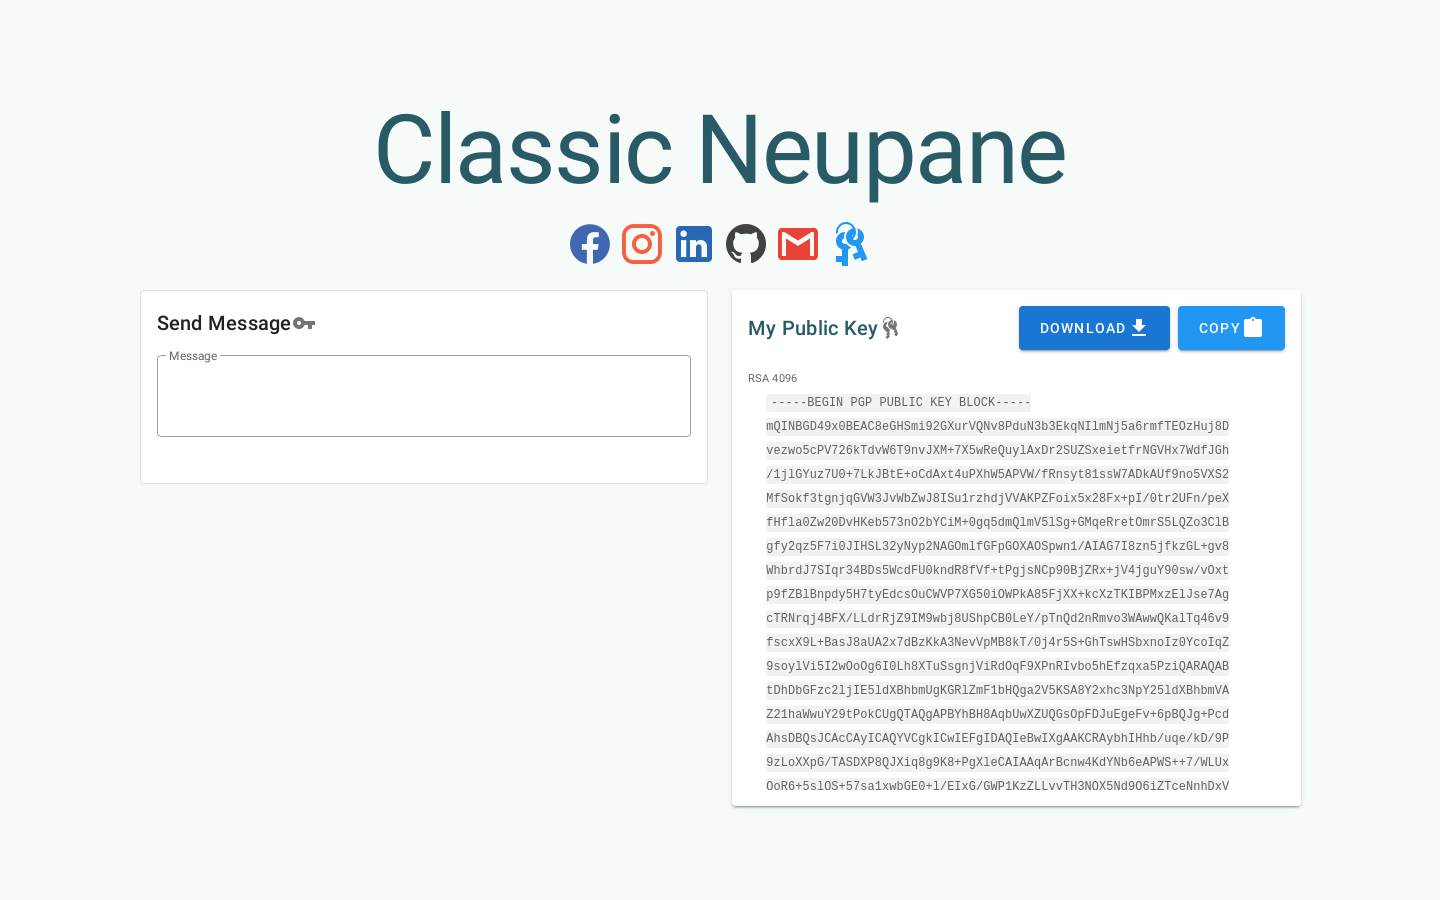 Classic Neupane
Send Message
Message
My Public Key
DOWNLOAD
COPY
RSA 4096
-----BEGIN PGP PUBLIC KEY BLOCK-----
mQINBGD49x0BEAC8eGHSmi92GXurVQNv8PduN3b3EkqNIlmNj5a6rmfTEOzHuj8D
vezwo5cPV726kTdvW6T9nvJXM+7X5wReQuylAxDr2SUZSxeietfrNGVHx7WdfJGh
/1jlGYuz7U0+7LkJBtE+oCdAxt4uPXhW5APVW/fRnsyt81ssW7ADkAUf9no5VXS2
MfSokf3tgnjqGVW3JvWbZwJ8ISu1rzhdjVVAKPZFoix5x28Fx+pI/0tr2UFn/peX
fHfla0Zw20DvHKeb573nO2bYCiM+0gq5dmQlmV5lSg+GMqeRretOmrS5LQZo3ClB
gfy2qz5F7i0JIHSL32yNyp2NAGOmlfGFpGOXAOSpwn1/AIAG7I8zn5jfkzGL+gv8
WhbrdJ7SIqr34BDs5WcdFU0kndR8fVf+tPgjsNCp90BjZRx+jV4jguY90sw/vOxt
p9fZBlBnpdy5H7tyEdcsOuCWVP7XG50iOWPkA85FjXX+kcXzTKIBPMxzElJse7Ag
cTRNrqj4BFX/LLdrRjZ9IM9wbj8UShpCB0LeY/pTnQd2nRmvo3WAwwQKalTq46v9
fscxX9L+BasJ8aUA2x7dBzKkA3NevVpMB8kT/0j4r5S+GhTswHSbxnoIz0YcoIqZ
9soylVi5I2wOoOg6I0Lh8XTuSsgnjViRdOqF9XPnRIvbo5hEfzqxa5PziQARAQAB
tDhDbGFzc2ljIE5ldXBhbmUgKGRlZmF1bHQga2V5KSA8Y2xhc3NpY25ldXBhbmVA
Z21haWwuY29tPokCUgQTAQgAPBYhBH8AqbUwXZUQGsOpFDJuEgeFv+6pBQJg+Pcd
AhsDBQsJCAcCAyICAQYVCgkICwIEFgIDAQIeBwIXgAAKCRAybhIHhb/uqe/kD/9P
9zLoXXpG/TASDXP8QJXiq8g9K8+PgXleCAIAAqArBcnw4KdYNb6eAPWS++7/WLUx
OoR6+5slOS+57sa1xwbGE0+l/EIxG/GWP1KzZLLvvTH3NOX5Nd9O6iZTceNnhDxV